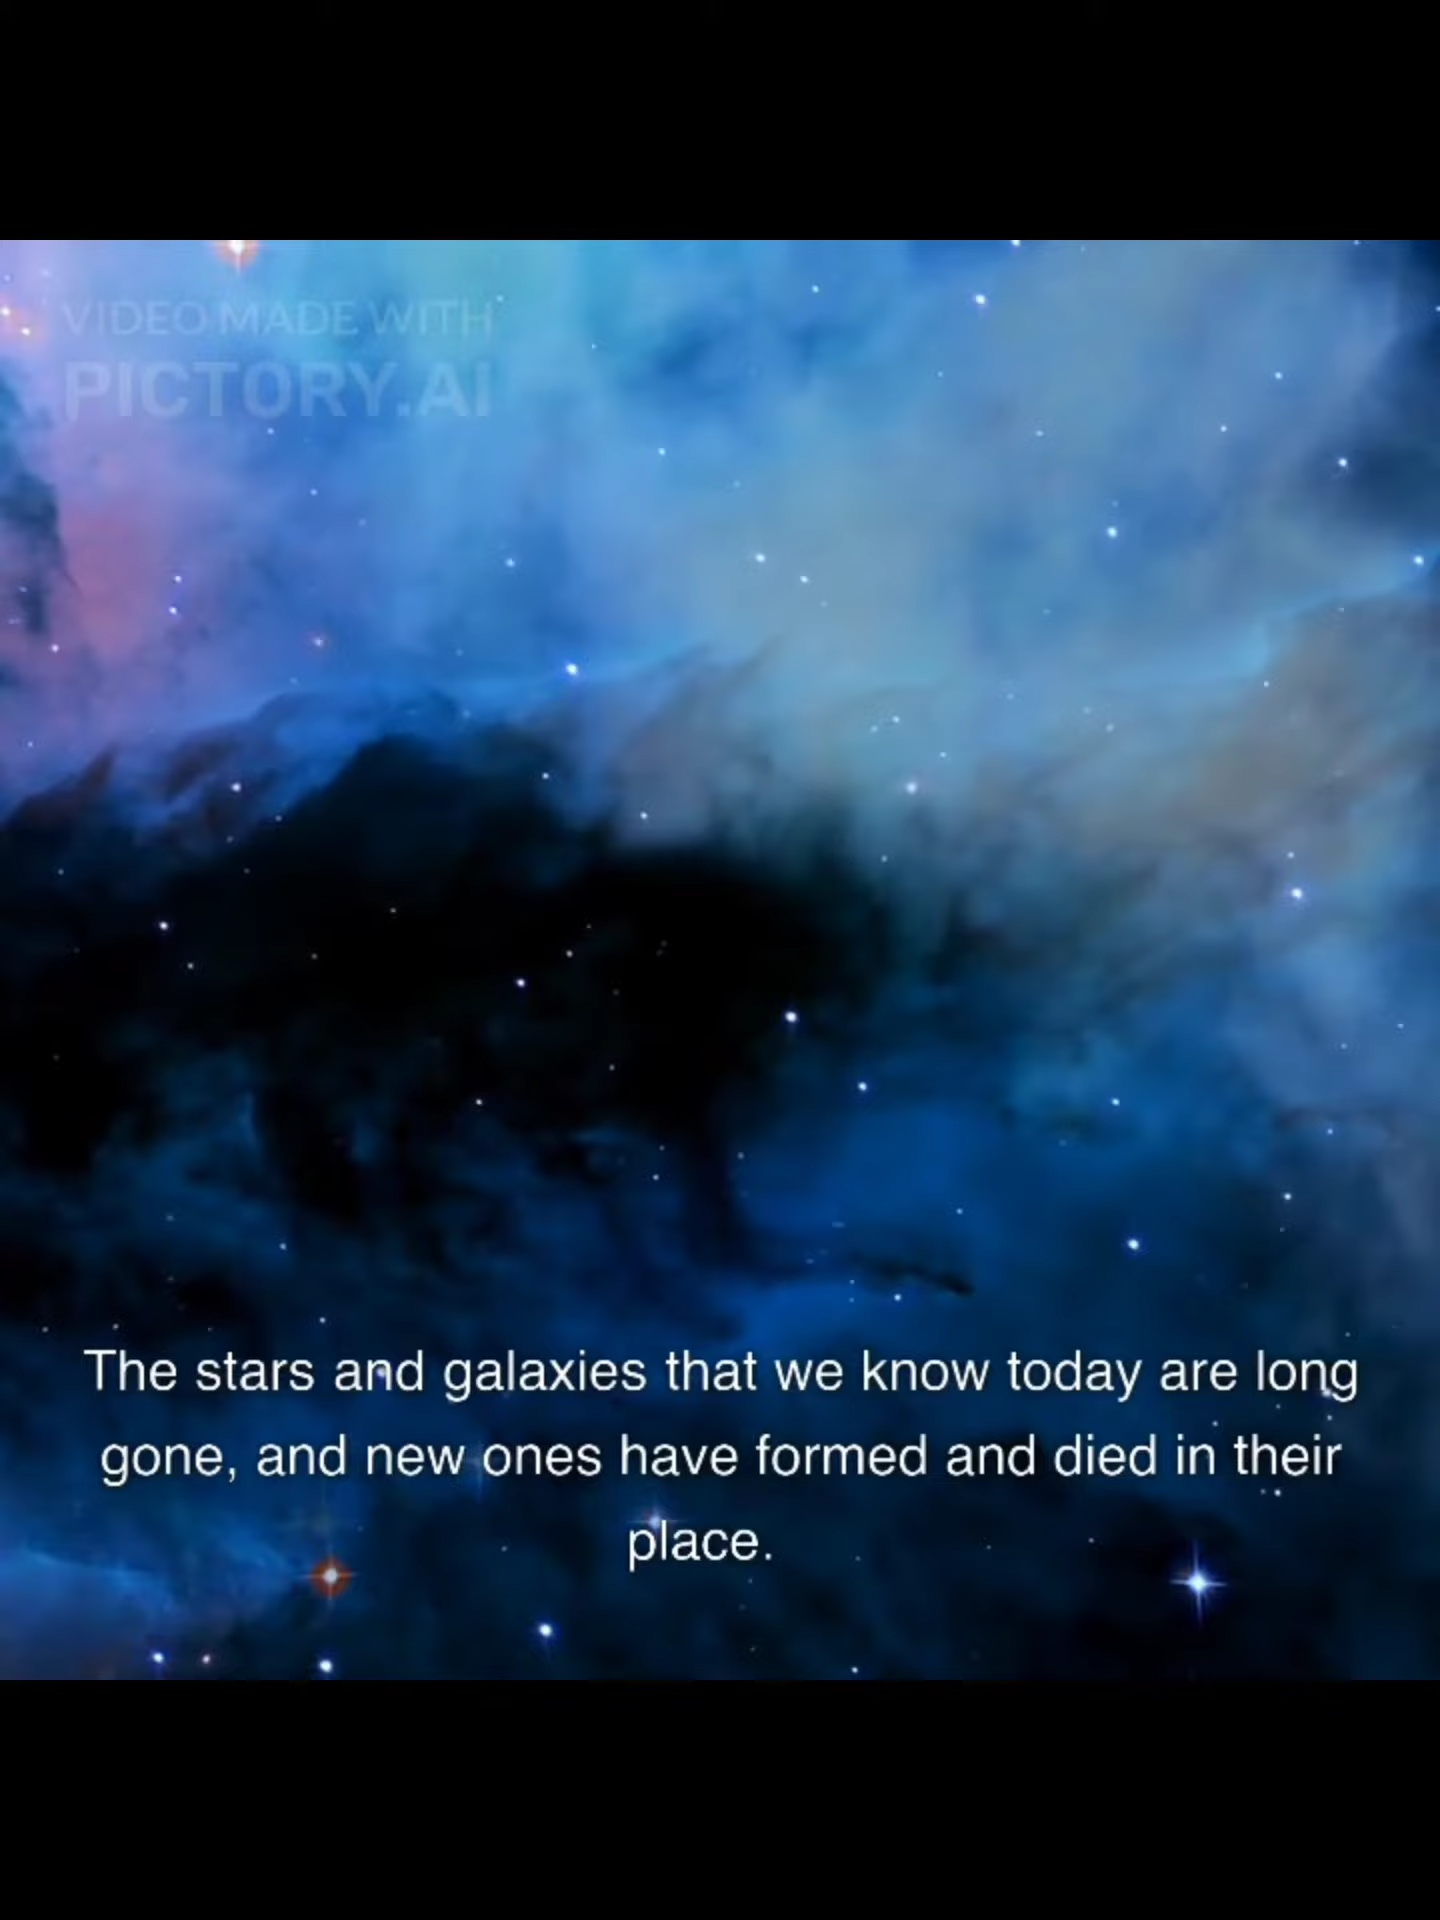 VIDEO MADE WITH
PICTORY.AI
The stars and galaxies that we know today are long
gone, and new ones have formed and died in their
place.